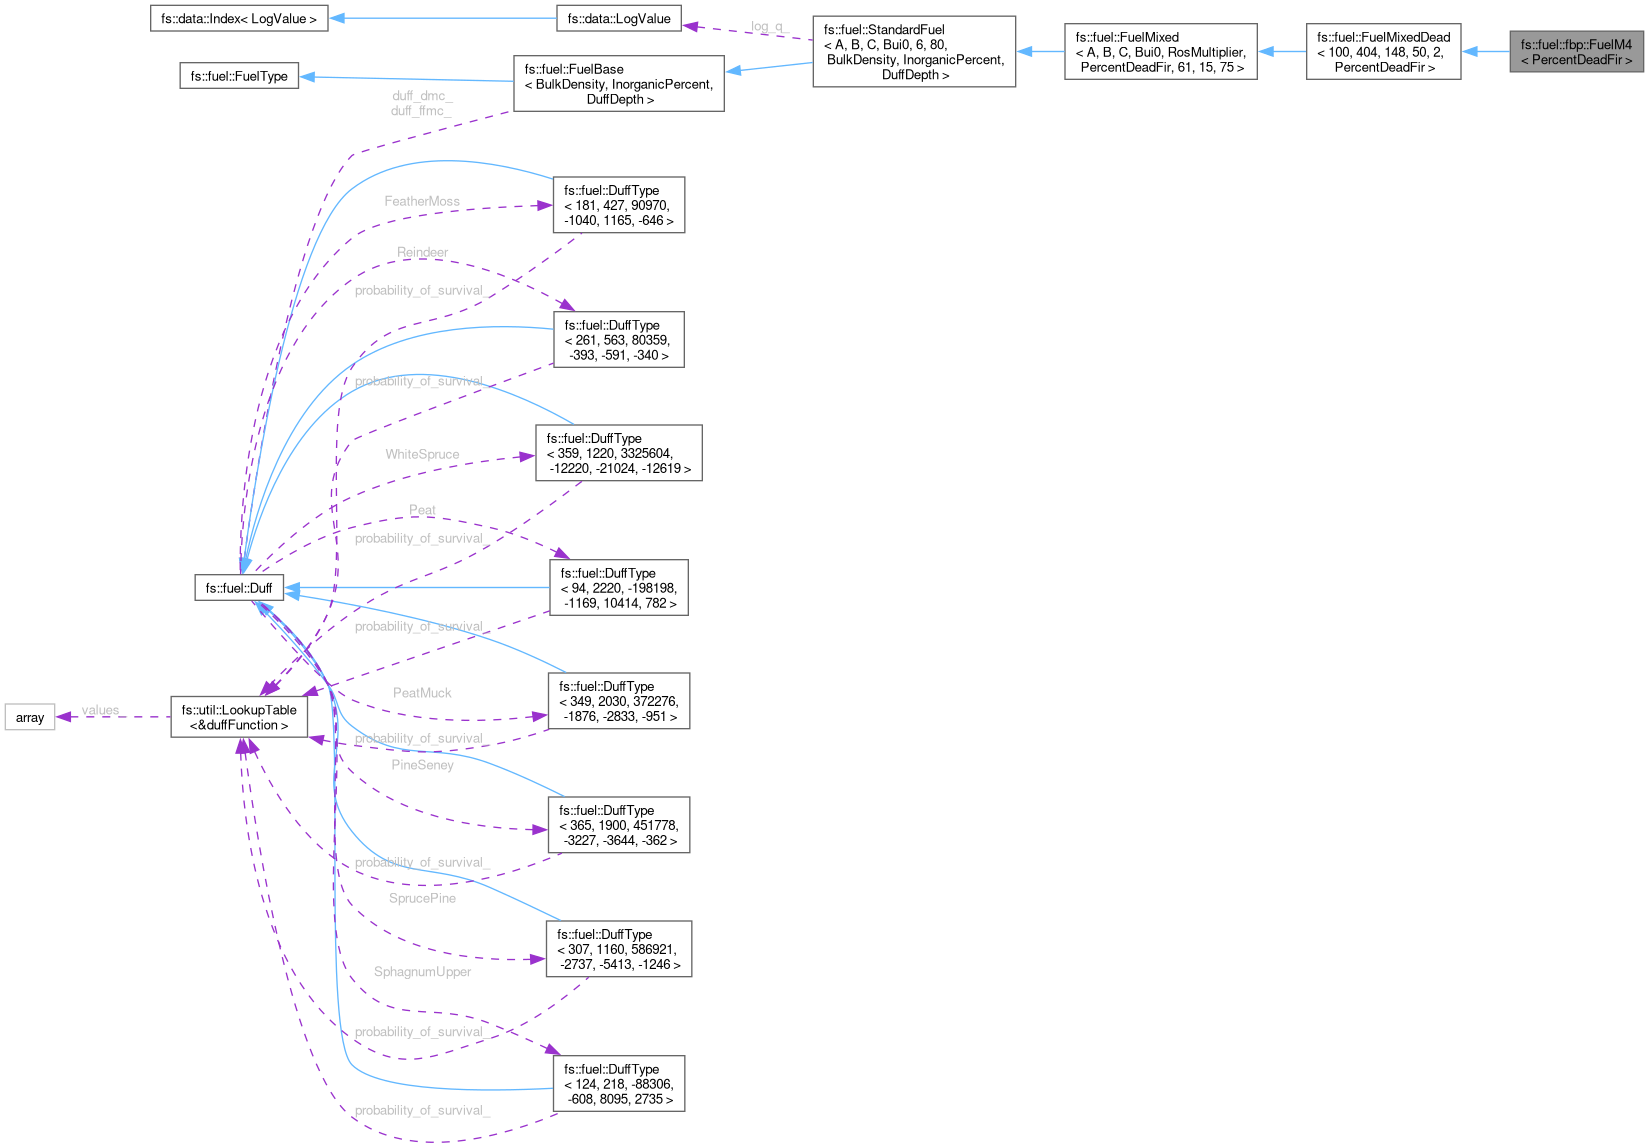 fs::data::Index< LogValue >
fs::data::LogValue
log_q_
fs::fuel::StandardFuel
< A, B, C, Bui0, 6, 80,
BulkDensity, InorganicPercent,
DuffDepth >
fs::fuel::FuelMixed
< A, B, C, Bui0, RosMultiplier,
PercentDeadFir, 61, 15, 75 >
fs::fuel::FuelMixedDead
< 100, 404, 148, 50, 2,
PercentDeadFir >
fs::fuel::fbp::FuelM4
< PercentDeadFir >
fs::fuel::FuelType
fs::fuel::FuelBase
< BulkDensity, InorganicPercent,
DuffDepth >
duff_dmc_
duff_ffmc_
fs::fuel::DuffType
< 181, 427, 90970,
-1040, 1165, -646 >
FeatherMoss
Reindeer
probability_of_survival_
fs::fuel::DuffType
< 261, 563, 80359,
-393, -591, -340 >
probability_of_survival_
fs::fuel::DuffType
< 359, 1220, 3325604,
-12220, -21024, -12619 >
WhiteSpruce
Peat
probability_of_survival_
fs::fuel::Duff
fs::fuel::DuffType
< 94, 2220, -198198,
-1169, 10414, 782 >
probability_of_survival_
fs::fuel::DuffType
< 349, 2030, 372276,
-1876, -2833, -951 >
PeatMuck
array
values
fs::util::LookupTable
<&duffFunction >
probability_of_survival_
PineSeney
fs::fuel::DuffType
< 365, 1900, 451778,
-3227, -3644, -362 >
probability_of_survival_
SprucePine
fs::fuel::DuffType
< 307, 1160, 586921,
-2737, -5413, -1246 >
SphagnumUpper
probability_of_survival_
fs::fuel::DuffType
< 124, 218, -88306,
-608, 8095, 2735 >
probability_of_survival_